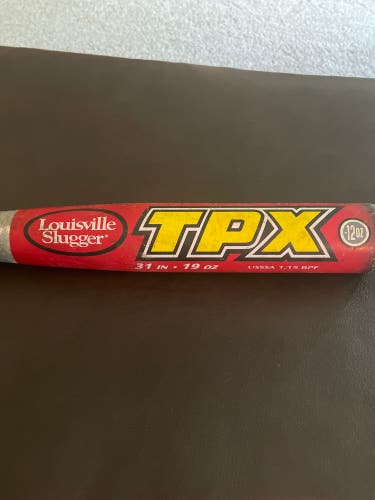 Louisville
Slugger®
TPX
31 IN • 19 OZ
USSSA 1.15 BPF
-12OZ